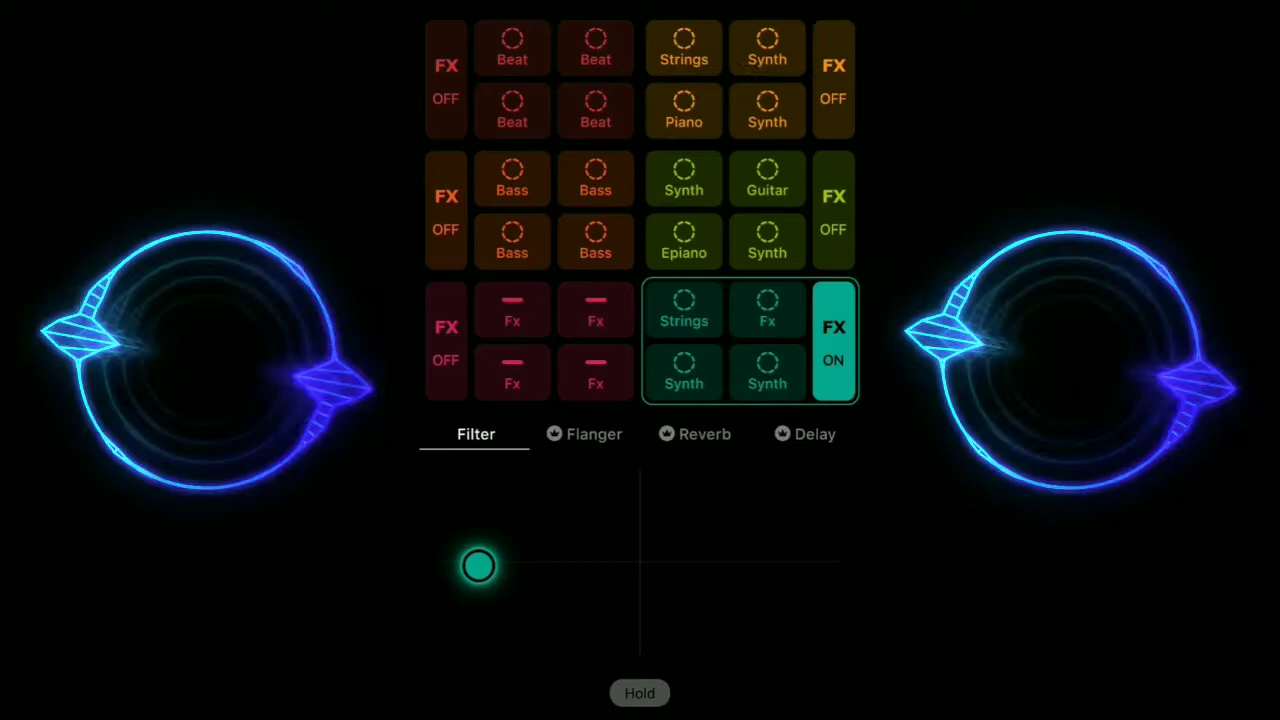 FX Beat Beat Strings Synth FX
OFF Beat Beat Piano Synth OFF
FX Bass Bass Synth Guitar FX
OFF Bass Bass Epiano Synth OFF
FX Fx Fx Strings Fx FX
OFF Fx Fx Synth Synth ON
Filter Flanger Reverb Delay
Hold